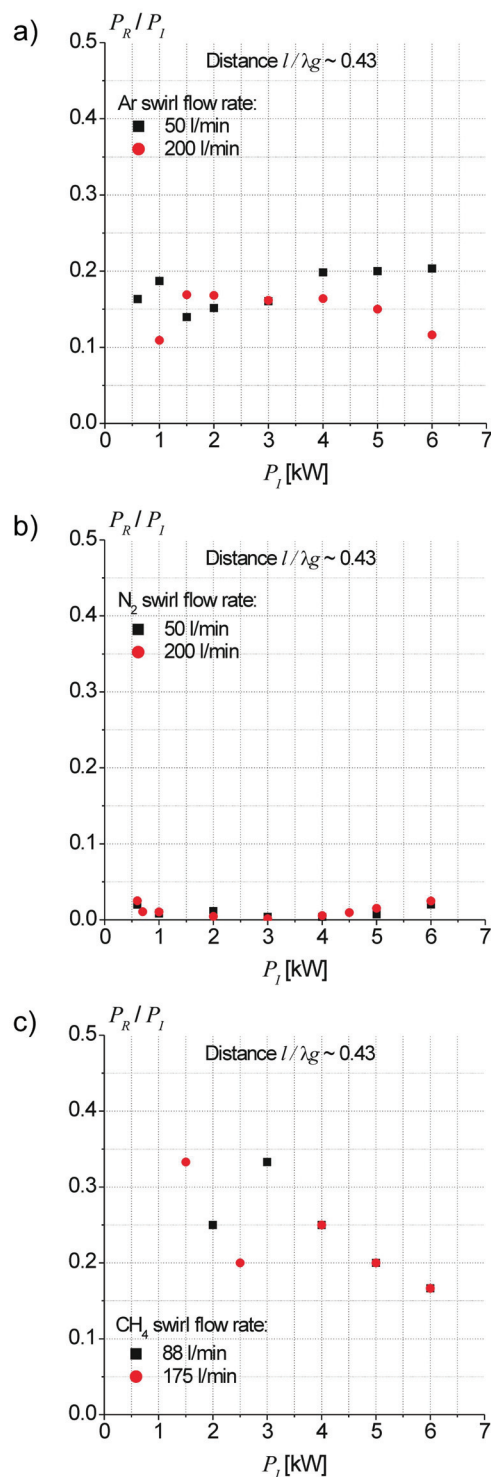 a)
P_R / P_I
0.5
Distance l / λg ~ 0.43
Ar swirl flow rate:
50 l/min
200 l/min
0.4
0.3
0.2
0.1
0.0
0 1 2 3 4 5 6 7
P_I [kW]
b)
P_R / P_I
0.5
Distance l / λg ~ 0.43
N₂ swirl flow rate:
50 l/min
200 l/min
0.4
0.3
0.2
0.1
0.0
0 1 2 3 4 5 6 7
P_I [kW]
c)
P_R / P_I
0.5
Distance l / λg ~ 0.43
0.4
0.3
0.2
0.1
CH₄ swirl flow rate:
88 l/min
175 l/min
0.0
0 1 2 3 4 5 6 7
P_I [kW]